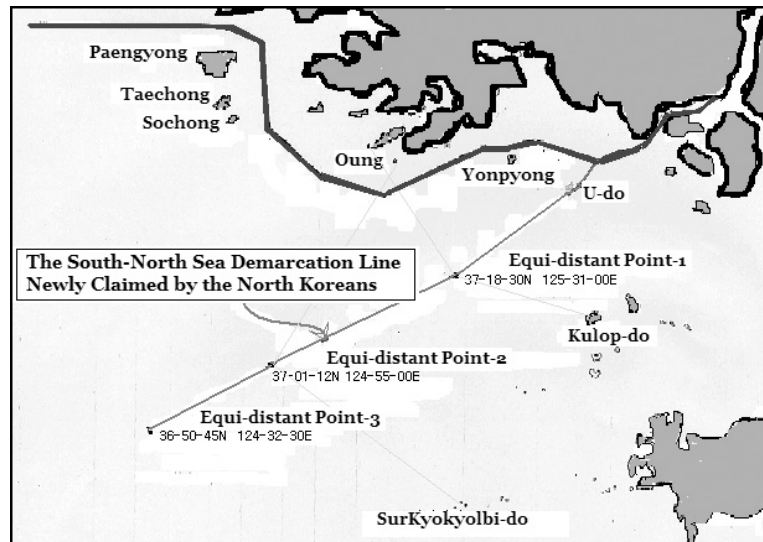 Paengyong
Taechong
Sochong
Oung
Yonpyong
U-do
The South-North Sea Demarcation Line
Newly Claimed by the North Koreans
Equi-distant Point-1
37-18-30N 125-31-00E
Kulop-do
Equi-distant Point-2
37-01-12N 124-55-00E
Equi-distant Point-3
36-50-45N 124-32-30E
SurKyokyolbi-do